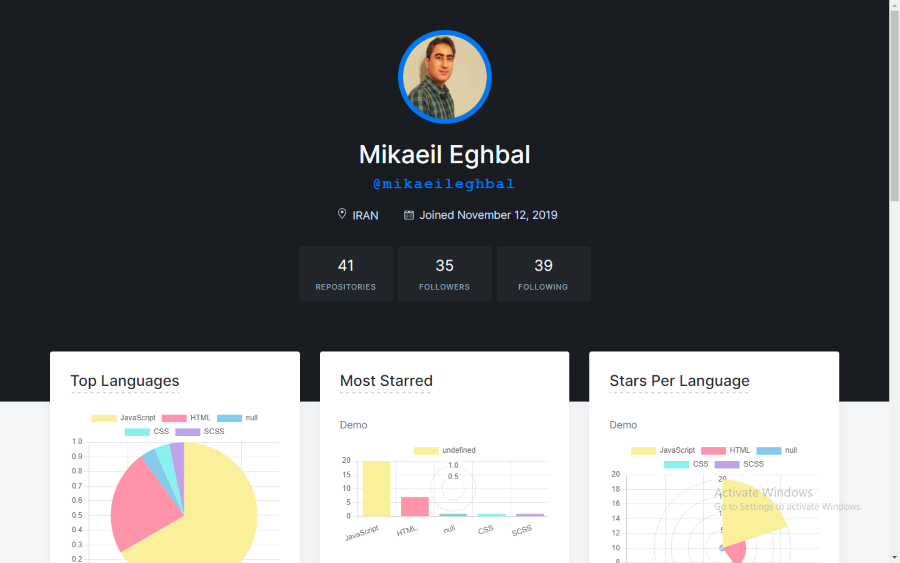 Mikaeil Eghbal
@mikaeileghbal
IRAN Joined November 12, 2019
41 35 39
REPOSITORIES FOLLOWERS FOLLOWING
Top Languages
JavaScript HTML null
CSS SCSS
1.0
0.9
0.8
0.7
0.6
0.5
0.4
0.3
0.2
Most Starred
Demo
undefined
20
15
10
5
0
1.0
0.5
JavaScript HTML null CSS SCSS
Stars Per Language
Demo
JavaScript HTML null
CSS SCSS
20
18
16
14
12
10
8
20
Activate Windows
Go to Settings to activate Windows.